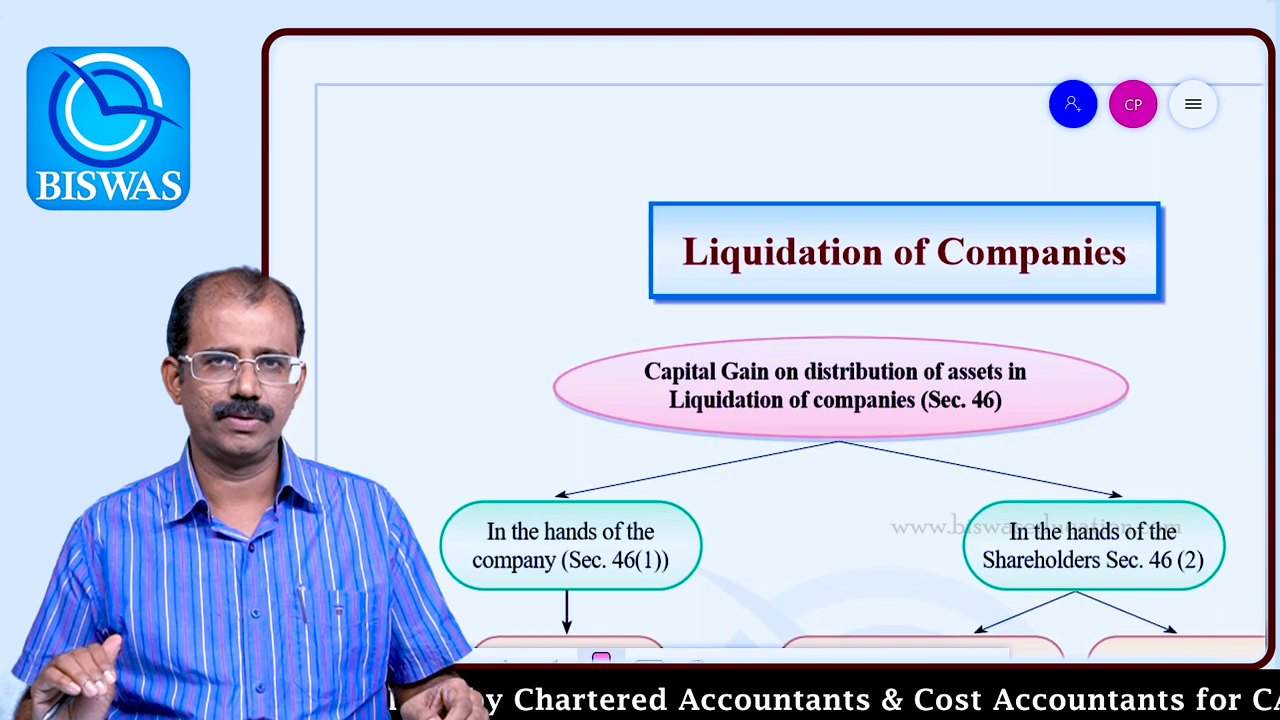 BISWAS
CP
Liquidation of Companies
Capital Gain on distribution of assets in
Liquidation of companies (Sec. 46)
In the hands of the
company (Sec. 46(1))
In the hands of the
Shareholders Sec. 46 (2)
by Chartered Accountants & Cost Accountants for CA